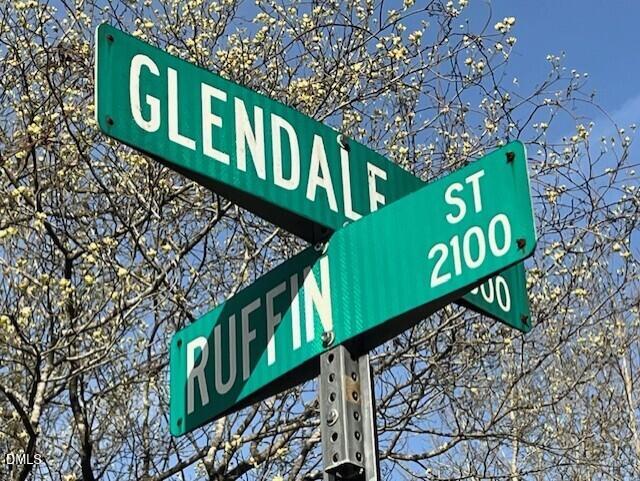 GLENDALE
00
RUFFIN ST
2100
DMLS